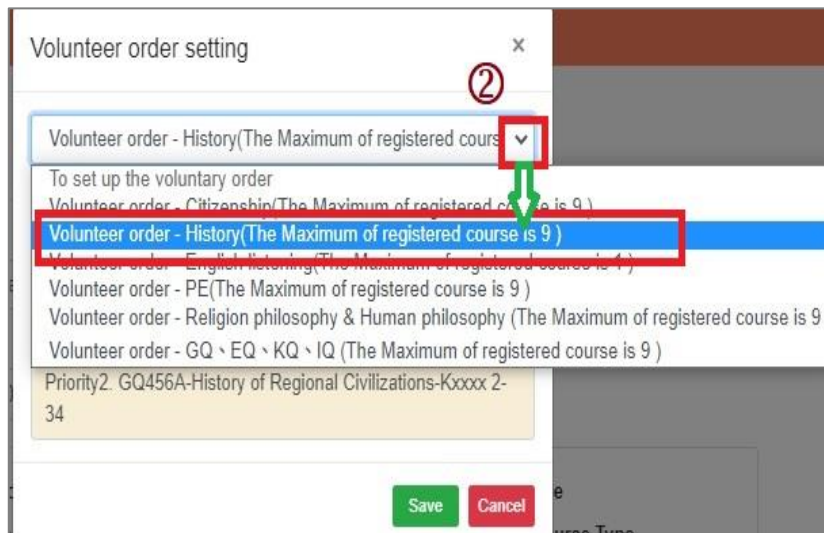 Volunteer order setting
×
②
Volunteer order - History(The Maximum of registered cours
To set up the voluntary order
Volunteer order - Citizenship(The Maximum of registered course is 9 )
Volunteer order - History(The Maximum of registered course is 9 )
Volunteer order - English listening(The Maximum of registered course is 1 )
Volunteer order - PE(The Maximum of registered course is 9 )
Volunteer order - Religion philosophy & Human philosophy (The Maximum of registered course is 9
Volunteer order - GQ、EQ、KQ、IQ (The Maximum of registered course is 9 )
Priority2. GQ456A-History of Regional Civilizations-Kxxxx 2-
34
Save
Cancel